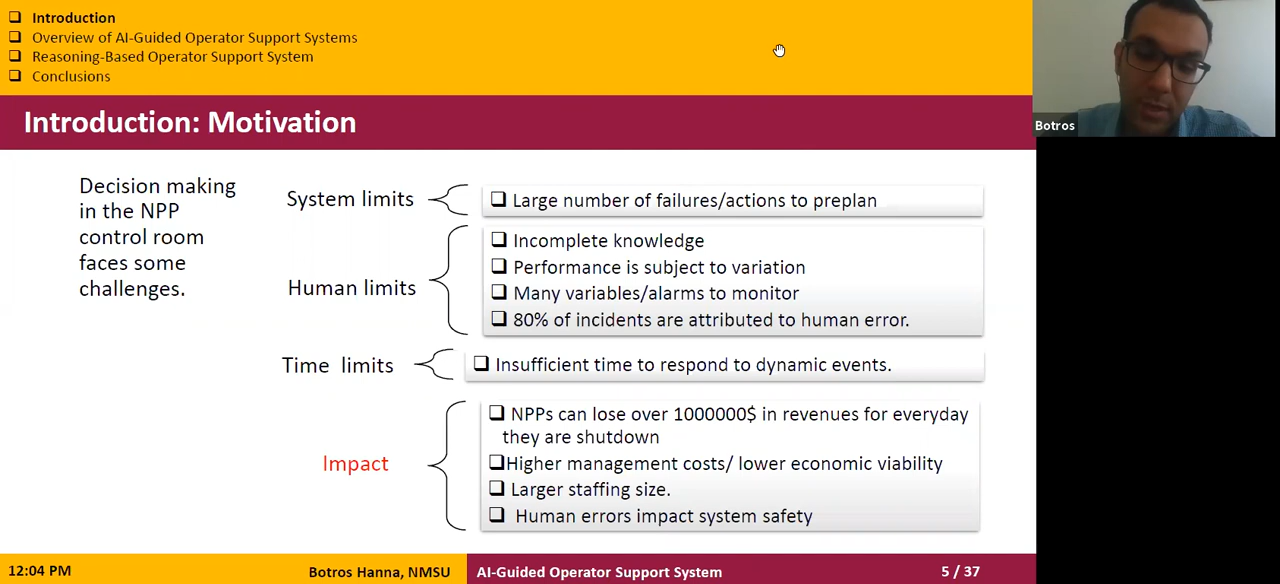 ❑ Introduction
❑ Overview of AI-Guided Operator Support Systems
❑ Reasoning-Based Operator Support System
❑ Conclusions
Botros
Introduction: Motivation
Decision making
in the NPP
control room
faces some
challenges.
System limits
❑ Large number of failures/actions to preplan
Human limits
❑ Incomplete knowledge
❑ Performance is subject to variation
❑ Many variables/alarms to monitor
❑ 80% of incidents are attributed to human error.
Time limits
❑ Insufficient time to respond to dynamic events.
Impact
❑ NPPs can lose over 1000000$ in revenues for everyday
they are shutdown
❑Higher management costs/ lower economic viability
❑ Larger staffing size.
❑ Human errors impact system safety
12:04 PM
Botros Hanna, NMSU
AI-Guided Operator Support System
5 / 37